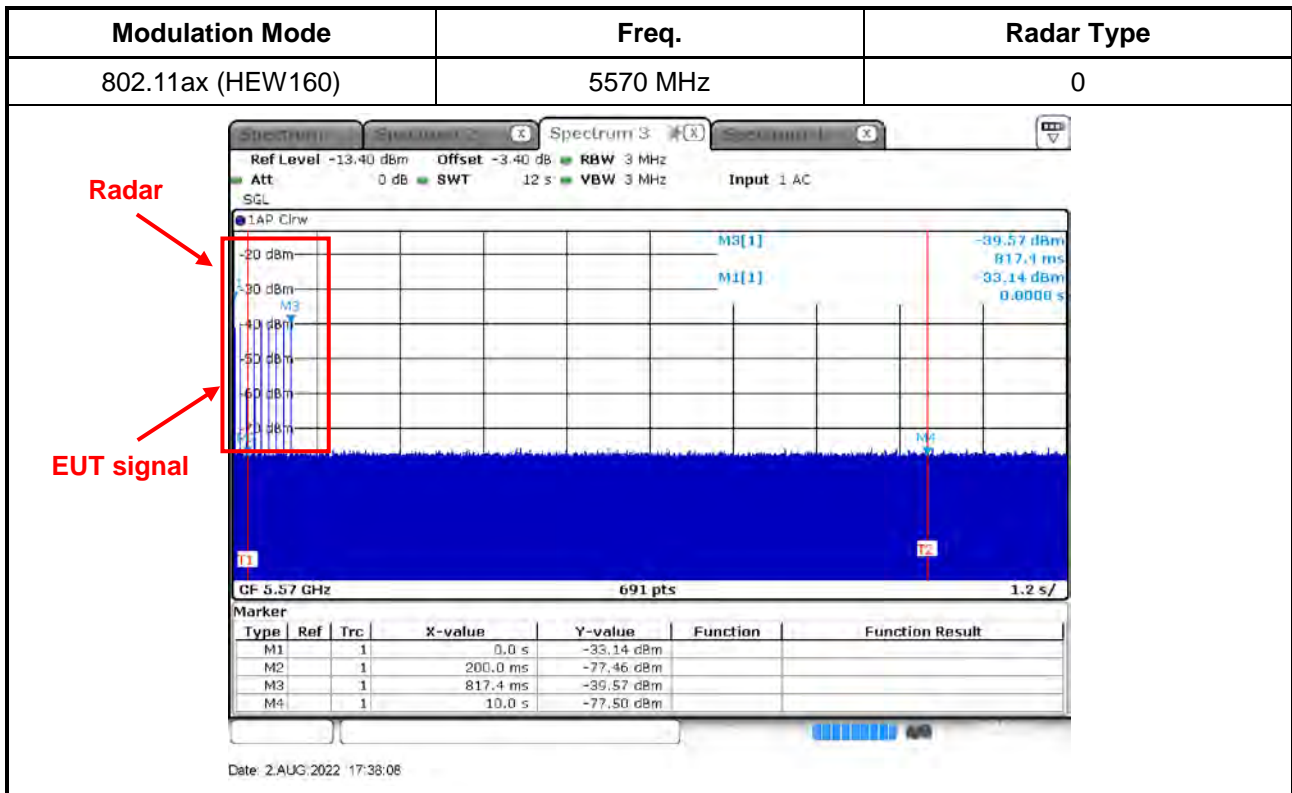 Modulation Mode Freq. Radar Type
802.11ax (HEW160) 5570 MHz 0
Spectrum 3
Ref Level -13.40 dBm Offset -3.40 dB RBW 3 MHz
Att 0 dB SWT 12 s VBW 3 MHz Input 1 AC
SGL
1AP Clrw
Radar
M3[1] -39.57 dBm
817.4 ms
M1[1] -33.14 dBm
0.0000 s
-20 dBm
-30 dBm
M3
-40 dBm
-50 dBm
-60 dBm
M4
EUT signal
T1 T2
CF 5.57 GHz 691 pts 1.2 s/
Marker
Type Ref Trc X-value Y-value Function Function Result
M1 1 0.0 s -33.14 dBm
M2 1 200.0 ms -77.46 dBm
M3 1 817.4 ms -39.57 dBm
M4 1 10.0 s -77.50 dBm
Date: 2.AUG.2022 17:38:08